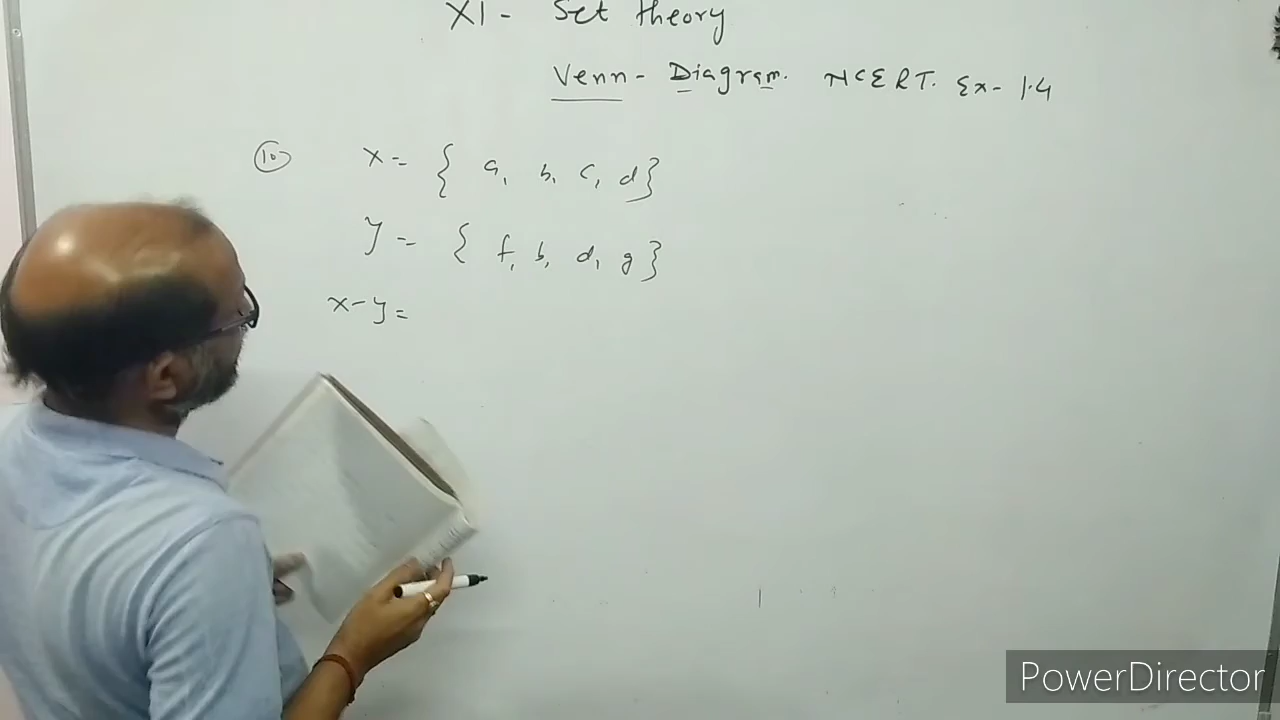 XI - Set theory
Venn - Diagram. NCERT. Ex - 1.4
10 X = { a, b, c, d }
Y = { f, b, d, g }
X - Y =
PowerDirector